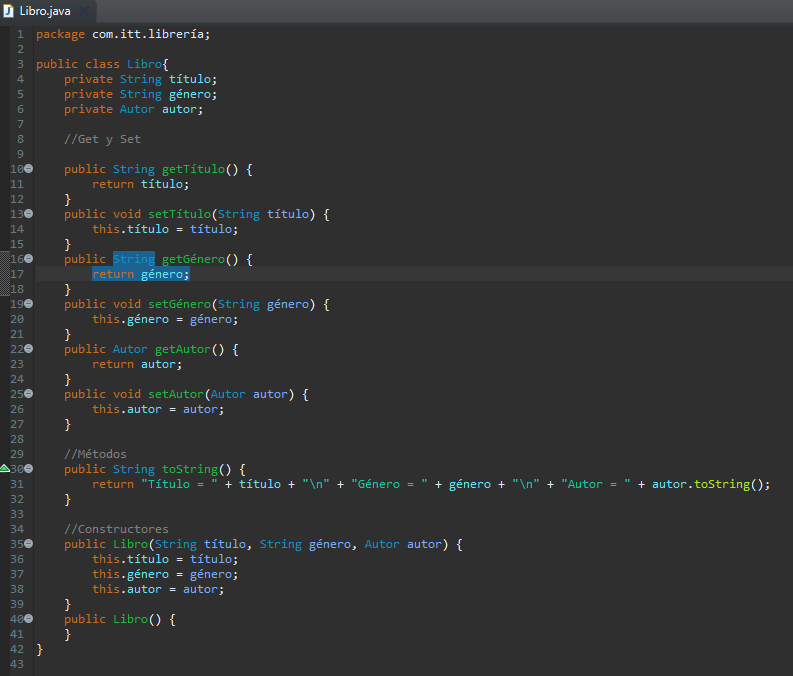 Libro.java
1 package com.itt.librería;
2
3 public class Libro{
4     private String título;
5     private String género;
6     private Autor autor;
7
8     //Get y Set
9
10     public String getTítulo() {
11         return título;
12     }
13     public void setTítulo(String título) {
14         this.título = título;
15     }
16     public String getGénero() {
17         return género;
18     }
19     public void setGénero(String género) {
20         this.género = género;
21     }
22     public Autor getAutor() {
23         return autor;
24     }
25     public void setAutor(Autor autor) {
26         this.autor = autor;
27     }
28
29     //Métodos
30     public String toString() {
31         return "Título = " + título + "\n" + "Género = " + género + "\n" + "Autor = " + autor.toString();
32     }
33
34     //Constructores
35     public Libro(String título, String género, Autor autor) {
36         this.título = título;
37         this.género = género;
38         this.autor = autor;
39     }
40     public Libro() {
41     }
42 }
43